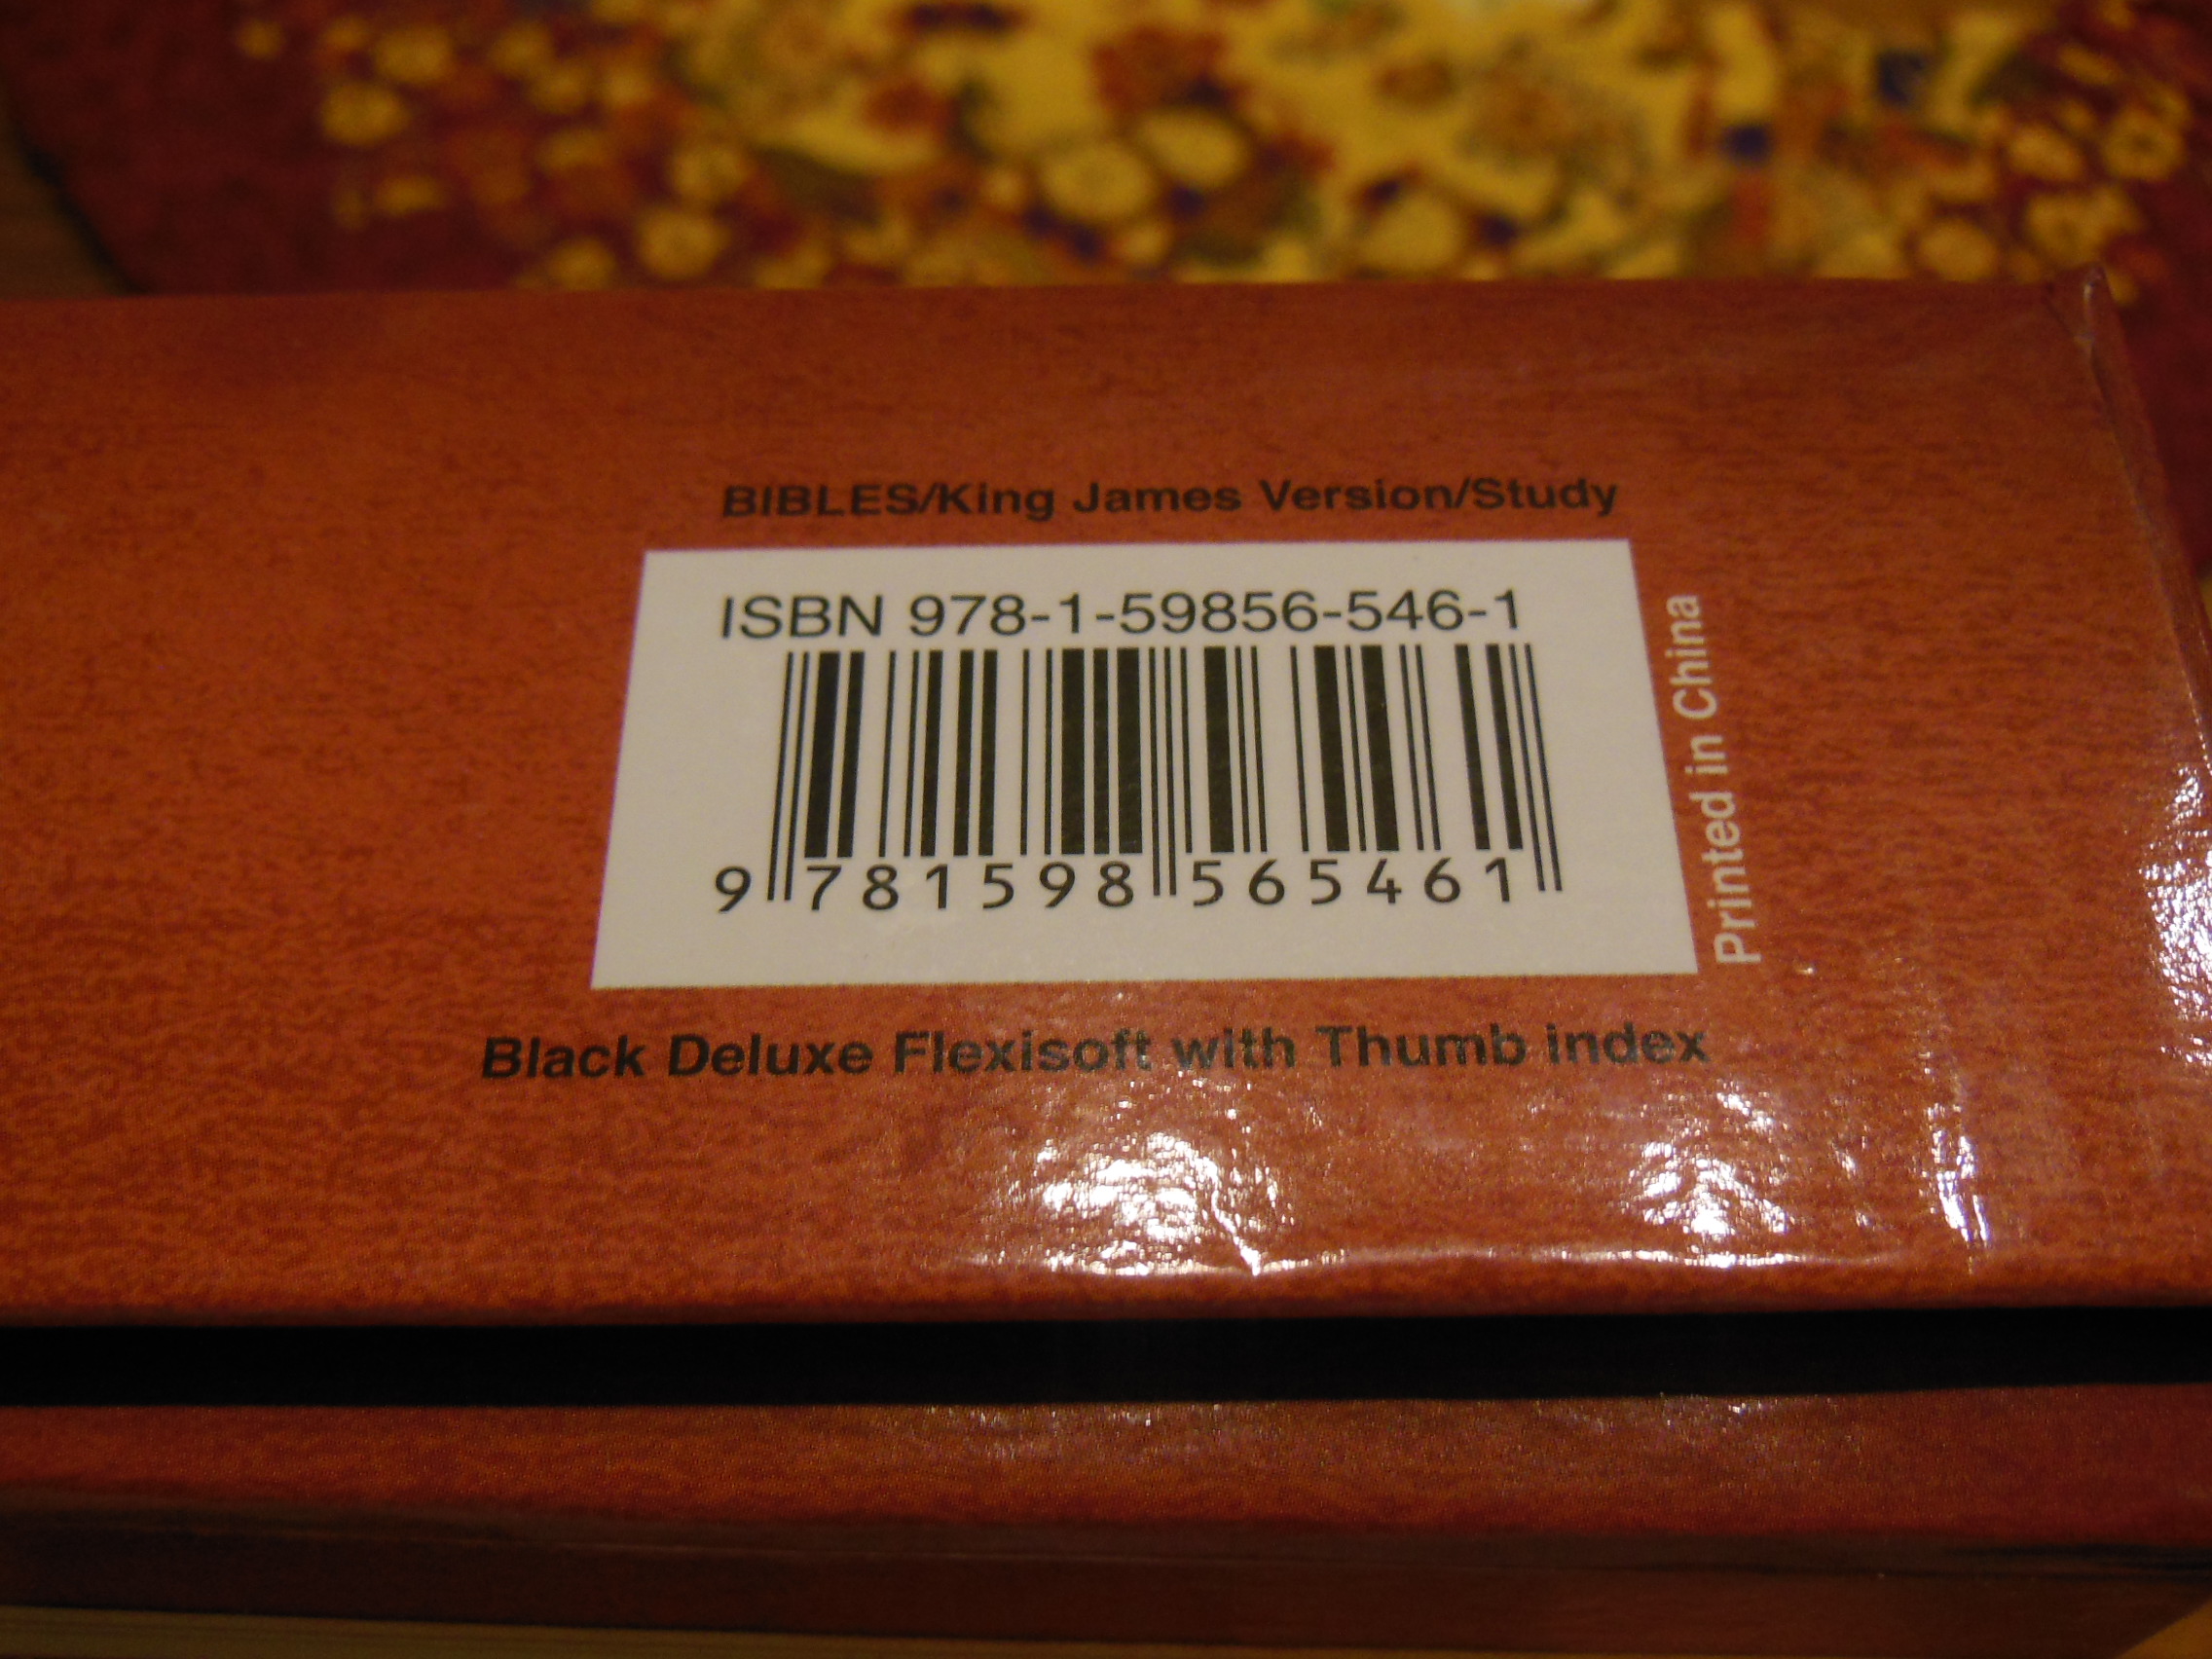 BIBLES/King James Version/Study
ISBN 978-1-59856-546-1
9 781598 565461
Printed in China
Black Deluxe Flexisoft with Thumb index